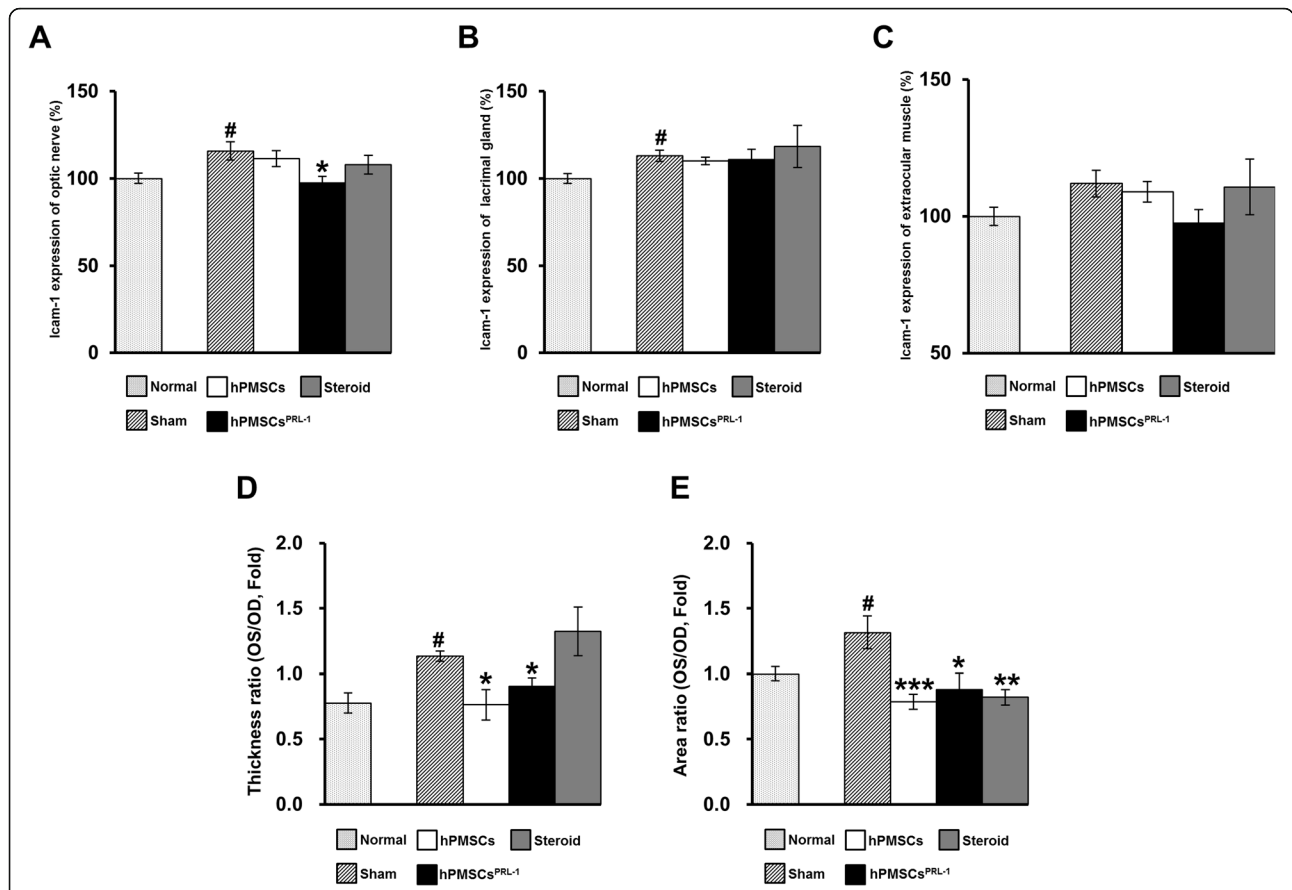 A
Icam-1 expression of optic nerve (%)
150
100
50
0
#
*
Normal hPMSCs Steroid
Sham hPMSCsPRL-1
B
Icam-1 expression of lacrimal gland (%)
150
100
50
0
#
Normal hPMSCs Steroid
Sham hPMSCsPRL-1
C
Icam-1 expression of extraocular muscle (%)
150
100
50
Normal hPMSCs Steroid
Sham hPMSCsPRL-1
D
Thickness ratio (OS/OD, Fold)
2.0
1.5
1.0
0.5
0.0
#
*
*
Normal hPMSCs Steroid
Sham hPMSCsPRL-1
E
Area ratio (OS/OD, Fold)
2.0
1.5
1.0
0.5
0.0
#
***
*
**
Normal hPMSCs Steroid
Sham hPMSCsPRL-1